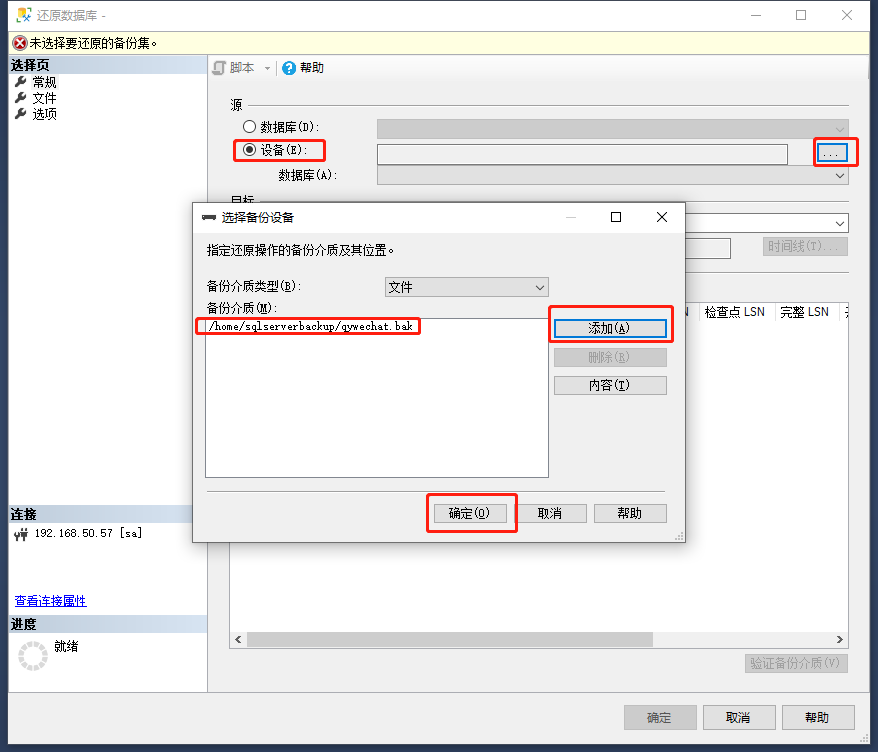 还原数据库 -
未选择要还原的备份集。
选择页
常规
文件
选项
脚本
帮助
源
数据库(D):
设备(E):
...
数据库(A):
目标
时间线(T)...
选择备份设备
指定还原操作的备份介质及其位置。
备份介质类型(B):
文件
备份介质(M):
/home/sqlserverbackup/qywechat.bak
添加(A)
删除(R)
内容(T)
确定(O)
取消
帮助
N
检查点 LSN
完整 LSN
连接
192.168.50.57 [sa]
查看连接属性
进度
就绪
验证备份介质(V)
确定
取消
帮助